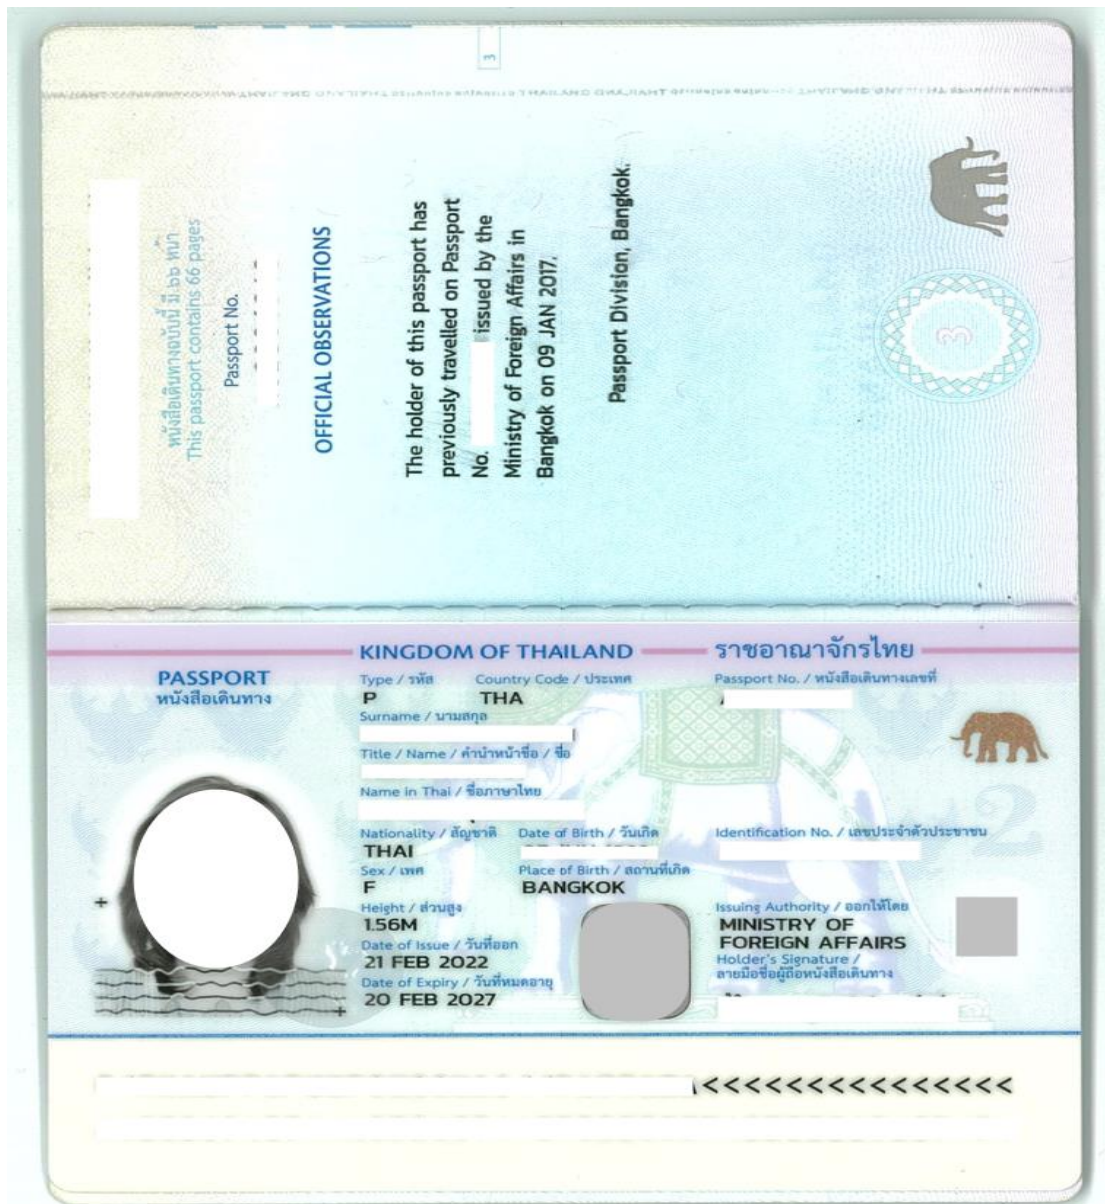 3
หนังสือเดินทางฉบับนี้ มี ๖๖ หน้า
This passport contains 66 pages
Passport No.
OFFICIAL OBSERVATIONS
The holder of this passport has
previously travelled on Passport
No. issued by the
Ministry of Foreign Affairs in
Bangkok on 09 JAN 2017.
Passport Division, Bangkok.
3
PASSPORT
หนังสือเดินทาง
KINGDOM OF THAILAND ราชอาณาจักรไทย
Type / รหัส Country Code / ประเทศ Passport No. / หนังสือเดินทางเลขที่
P THA
Surname / นามสกุล
Title / Name / คำนำหน้าชื่อ / ชื่อ
Name in Thai / ชื่อภาษาไทย
2
Nationality / สัญชาติ Date of Birth / วันเกิด Identification No. / เลขประจำตัวประชาชน
THAI
Sex / เพศ Place of Birth / สถานที่เกิด
F BANGKOK
Height / ส่วนสูง Issuing Authority / ออกให้โดย
1.56M MINISTRY OF
FOREIGN AFFAIRS
Date of Issue / วันที่ออก Holder's Signature /
21 FEB 2022 ลายมือชื่อผู้ถือหนังสือเดินทาง
Date of Expiry / วันที่หมดอายุ
20 FEB 2027
<<<<<<<<<<<<<<<